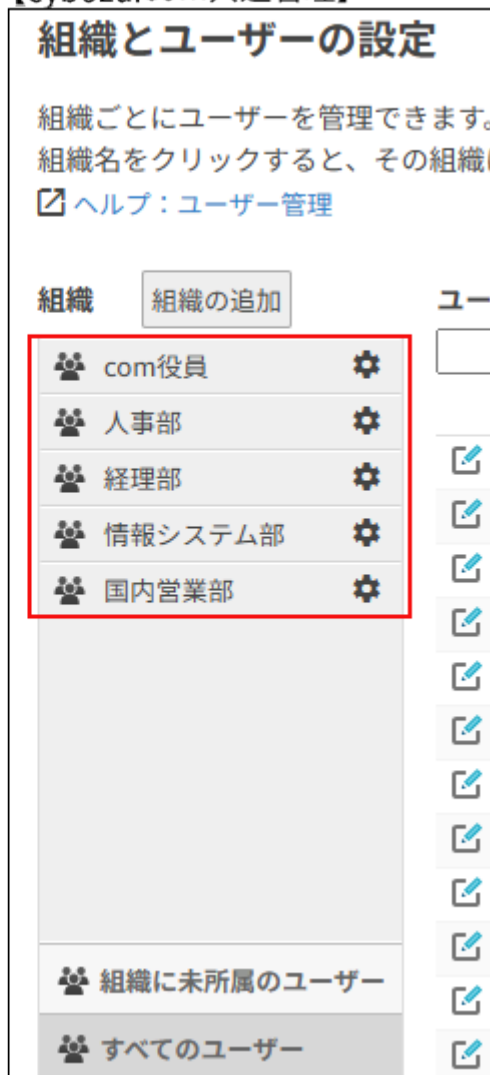 組織とユーザーの設定
組織ごとにユーザーを管理できます。
組織名をクリックすると、その組織
ヘルプ：ユーザー管理
組織
組織の追加
ユー
com役員
人事部
経理部
情報システム部
国内営業部
組織に未所属のユーザー
すべてのユーザー